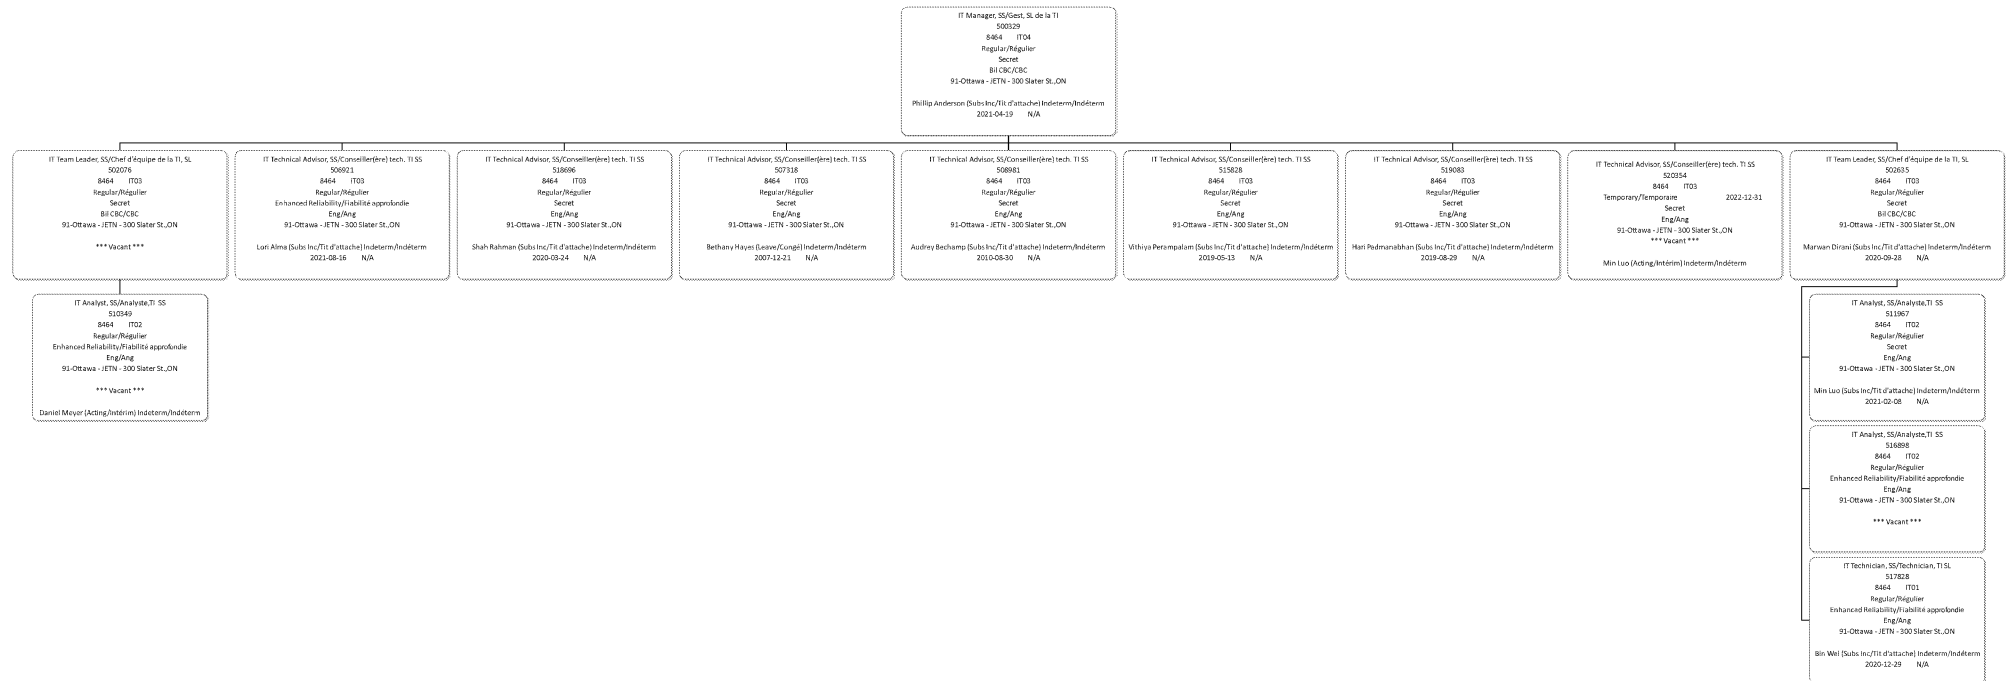 IT Manager, SS/Gest, SL de la TI
500329
8464 IT04
Regular/Régulier
Secret
Bil CBC/CBC
91-Ottawa - JETN - 300 Slater St.,ON
Phillip Anderson (Subs Inc/Tit d'attache) Indeterm/Indéterm
2021-04-19 N/A
IT Team Leader, SS/Chef d'équipe de la TI, SL
502076
8464 IT03
Regular/Régulier
Secret
Bil CBC/CBC
91-Ottawa - JETN - 300 Slater St.,ON
*** Vacant ***
IT Technical Advisor, SS/Conseiller(ère) tech. TI SS
506921
8464 IT03
Regular/Régulier
Enhanced Reliability/Fiabilité approfondie
Eng/Ang
91-Ottawa - JETN - 300 Slater St.,ON
Lori Alma (Subs Inc/Tit d'attache) Indeterm/Indéterm
2021-08-16 N/A
IT Technical Advisor, SS/Conseiller(ère) tech. TI SS
518696
8464 IT03
Regular/Régulier
Secret
Eng/Ang
91-Ottawa - JETN - 300 Slater St.,ON
Shah Rahman (Subs Inc/Tit d'attache) Indeterm/Indéterm
2020-03-24 N/A
IT Technical Advisor, SS/Conseiller(ère) tech. TI SS
507318
8464 IT03
Regular/Régulier
Secret
Eng/Ang
91-Ottawa - JETN - 300 Slater St.,ON
Bethany Hayes (Leave/Congé) Indeterm/Indéterm
2007-12-21 N/A
IT Technical Advisor, SS/Conseiller(ère) tech. TI SS
508981
8464 IT03
Regular/Régulier
Secret
Eng/Ang
91-Ottawa - JETN - 300 Slater St.,ON
Audrey Bechamp (Subs Inc/Tit d'attache) Indeterm/Indéterm
2010-08-30 N/A
IT Technical Advisor, SS/Conseiller(ère) tech. TI SS
515828
8464 IT03
Regular/Régulier
Secret
Eng/Ang
91-Ottawa - JETN - 300 Slater St.,ON
Vithiya Perampalam (Subs Inc/Tit d'attache) Indeterm/Indéterm
2019-05-13 N/A
IT Technical Advisor, SS/Conseiller(ère) tech. TI SS
519083
8464 IT03
Regular/Régulier
Secret
Eng/Ang
91-Ottawa - JETN - 300 Slater St.,ON
Hari Padmanabhan (Subs Inc/Tit d'attache) Indeterm/Indéterm
2019-08-29 N/A
IT Technical Advisor, SS/Conseiller(ère) tech. TI SS
520354
8464 IT03
Temporary/Temporaire 2022-12-31
Secret
Eng/Ang
91-Ottawa - JETN - 300 Slater St.,ON
*** Vacant ***
Min Luo (Acting/Intérim) Indeterm/Indéterm
IT Team Leader, SS/Chef d'équipe de la TI, SL
502635
8464 IT03
Regular/Régulier
Secret
Bil CBC/CBC
91-Ottawa - JETN - 300 Slater St.,ON
Marwan Dirani (Subs Inc/Tit d'attache) Indeterm/Indéterm
2020-09-28 N/A
IT Analyst, SS/Analyste,TI SS
510349
8464 IT02
Regular/Régulier
Enhanced Reliability/Fiabilité approfondie
Eng/Ang
91-Ottawa - JETN - 300 Slater St.,ON
*** Vacant ***
Daniel Meyer (Acting/Intérim) Indeterm/Indéterm
IT Analyst, SS/Analyste,TI SS
511967
8464 IT02
Regular/Régulier
Secret
Eng/Ang
91-Ottawa - JETN - 300 Slater St.,ON
Min Luo (Subs Inc/Tit d'attache) Indeterm/Indéterm
2021-02-08 N/A
IT Analyst, SS/Analyste,TI SS
516898
8464 IT02
Regular/Régulier
Enhanced Reliability/Fiabilité approfondie
Eng/Ang
91-Ottawa - JETN - 300 Slater St.,ON
*** Vacant ***
IT Technician, SS/Technician, TI SL
517828
8464 IT01
Regular/Régulier
Enhanced Reliability/Fiabilité approfondie
Eng/Ang
91-Ottawa - JETN - 300 Slater St.,ON
Bin Wei (Subs Inc/Tit d'attache) Indeterm/Indéterm
2020-12-29 N/A